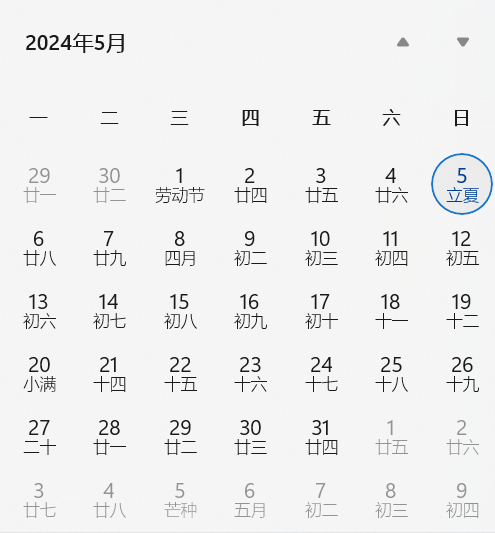 2024年5月
一 二 三 四 五 六 日
29 30 1 2 3 4 5
廿一 廿二 劳动节 廿四 廿五 廿六 立夏
6 7 8 9 10 11 12
廿八 廿九 四月 初二 初三 初四 初五
13 14 15 16 17 18 19
初六 初七 初八 初九 初十 十一 十二
20 21 22 23 24 25 26
小满 十四 十五 十六 十七 十八 十九
27 28 29 30 31 1 2
二十 廿一 廿二 廿三 廿四 廿五 廿六
3 4 5 6 7 8 9
廿七 廿八 芒种 五月 初二 初三 初四